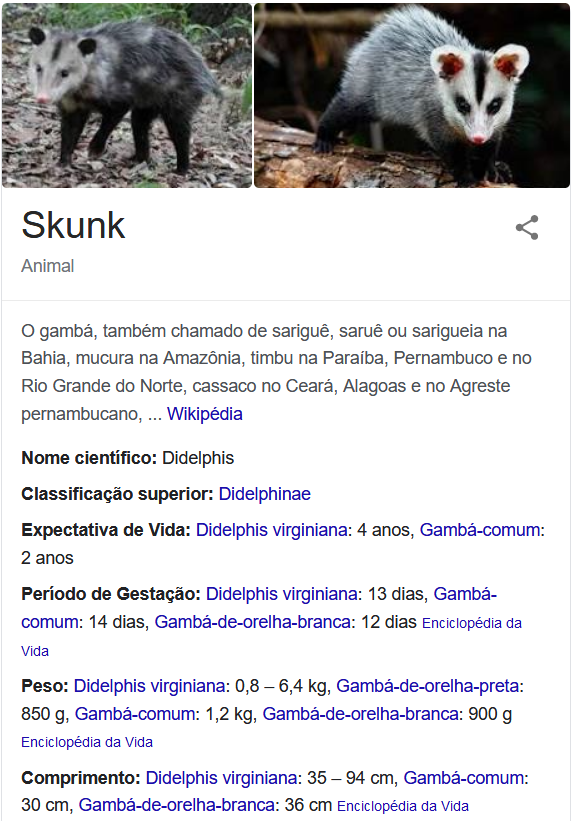 Skunk
Animal
O gambá, também chamado de sariguê, saruê ou sarigueia na
Bahia, mucura na Amazônia, timbu na Paraíba, Pernambuco e no
Rio Grande do Norte, cassaco no Ceará, Alagoas e no Agreste
pernambucano, ... Wikipédia
Nome científico: Didelphis
Classificação superior: Didelphinae
Expectativa de Vida: Didelphis virginiana: 4 anos, Gambá-comum:
2 anos
Período de Gestação: Didelphis virginiana: 13 dias, Gambá-
comum: 14 dias, Gambá-de-orelha-branca: 12 dias Enciclopédia da
Vida
Peso: Didelphis virginiana: 0,8 – 6,4 kg, Gambá-de-orelha-preta:
850 g, Gambá-comum: 1,2 kg, Gambá-de-orelha-branca: 900 g
Enciclopédia da Vida
Comprimento: Didelphis virginiana: 35 – 94 cm, Gambá-comum:
30 cm, Gambá-de-orelha-branca: 36 cm Enciclopédia da Vida